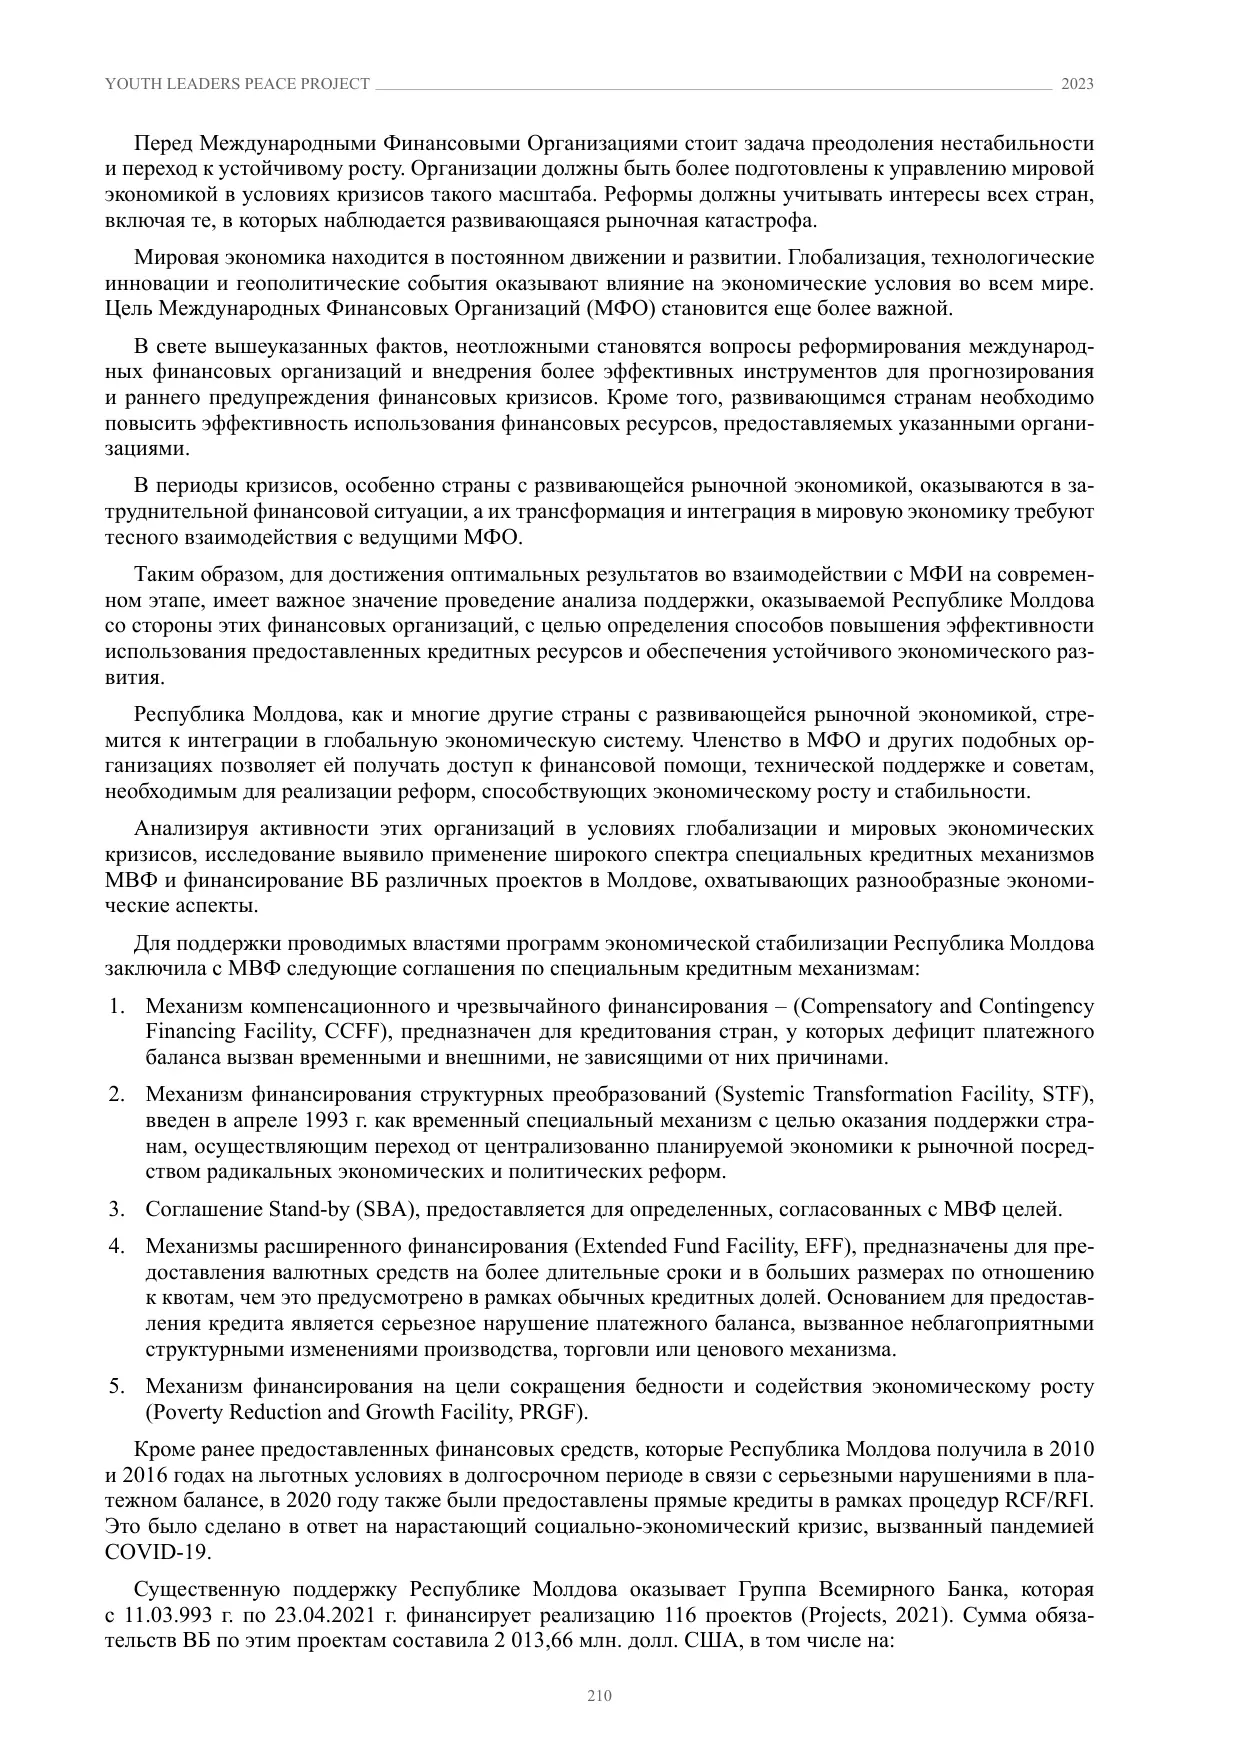 YOUTH LEADERS PEACE PROJECT 2023
Перед Международными Финансовыми Организациями стоит задача преодоления нестабильности
и переход к устойчивому росту. Организации должны быть более подготовлены к управлению мировой
экономикой в условиях кризисов такого масштаба. Реформы должны учитывать интересы всех стран,
включая те, в которых наблюдается развивающаяся рыночная катастрофа.
Мировая экономика находится в постоянном движении и развитии. Глобализация, технологические
инновации и геополитические события оказывают влияние на экономические условия во всем мире.
Цель Международных Финансовых Организаций (МФО) становится еще более важной.
В свете вышеуказанных фактов, неотложными становятся вопросы реформирования международ-
ных финансовых организаций и внедрения более эффективных инструментов для прогнозирования
и раннего предупреждения финансовых кризисов. Кроме того, развивающимся странам необходимо
повысить эффективность использования финансовых ресурсов, предоставляемых указанными органи-
зациями.
В периоды кризисов, особенно страны с развивающейся рыночной экономикой, оказываются в за-
труднительной финансовой ситуации, а их трансформация и интеграция в мировую экономику требуют
тесного взаимодействия с ведущими МФО.
Таким образом, для достижения оптимальных результатов во взаимодействии с МФИ на современ-
ном этапе, имеет важное значение проведение анализа поддержки, оказываемой Республике Молдова
со стороны этих финансовых организаций, с целью определения способов повышения эффективности
использования предоставленных кредитных ресурсов и обеспечения устойчивого экономического раз-
вития.
Республика Молдова, как и многие другие страны с развивающейся рыночной экономикой, стре-
мится к интеграции в глобальную экономическую систему. Членство в МФО и других подобных ор-
ганизациях позволяет ей получать доступ к финансовой помощи, технической поддержке и советам,
необходимым для реализации реформ, способствующих экономическому росту и стабильности.
Анализируя активности этих организаций в условиях глобализации и мировых экономических
кризисов, исследование выявило применение широкого спектра специальных кредитных механизмов
МВФ и финансирование ВБ различных проектов в Молдове, охватывающих разнообразные экономи-
ческие аспекты.
Для поддержки проводимых властями программ экономической стабилизации Республика Молдова
заключила с МВФ следующие соглашения по специальным кредитным механизмам:
1. Механизм компенсационного и чрезвычайного финансирования – (Compensatory and Contingency
Financing Facility, CCFF), предназначен для кредитования стран, у которых дефицит платежного
баланса вызван временными и внешними, не зависящими от них причинами.
2. Механизм финансирования структурных преобразований (Systemic Transformation Facility, STF),
введен в апреле 1993 г. как временный специальный механизм с целью оказания поддержки стра-
нам, осуществляющим переход от централизованно планируемой экономики к рыночной посред-
ством радикальных экономических и политических реформ.
3. Соглашение Stand-by (SBA), предоставляется для определенных, согласованных с МВФ целей.
4. Механизмы расширенного финансирования (Extended Fund Facility, EFF), предназначены для пре-
доставления валютных средств на более длительные сроки и в больших размерах по отношению
к квотам, чем это предусмотрено в рамках обычных кредитных долей. Основанием для предостав-
ления кредита является серьезное нарушение платежного баланса, вызванное неблагоприятными
структурными изменениями производства, торговли или ценового механизма.
5. Механизм финансирования на цели сокращения бедности и содействия экономическому росту
(Poverty Reduction and Growth Facility, PRGF).
Кроме ранее предоставленных финансовых средств, которые Республика Молдова получила в 2010
и 2016 годах на льготных условиях в долгосрочном периоде в связи с серьезными нарушениями в пла-
тежном балансе, в 2020 году также были предоставлены прямые кредиты в рамках процедур RCF/RFI.
Это было сделано в ответ на нарастающий социально-экономический кризис, вызванный пандемией
COVID-19.
Существенную поддержку Республике Молдова оказывает Группа Всемирного Банка, которая
с 11.03.993 г. по 23.04.2021 г. финансирует реализацию 116 проектов (Projects, 2021). Сумма обяза-
тельств ВБ по этим проектам составила 2 013,66 млн. долл. США, в том числе на:
210